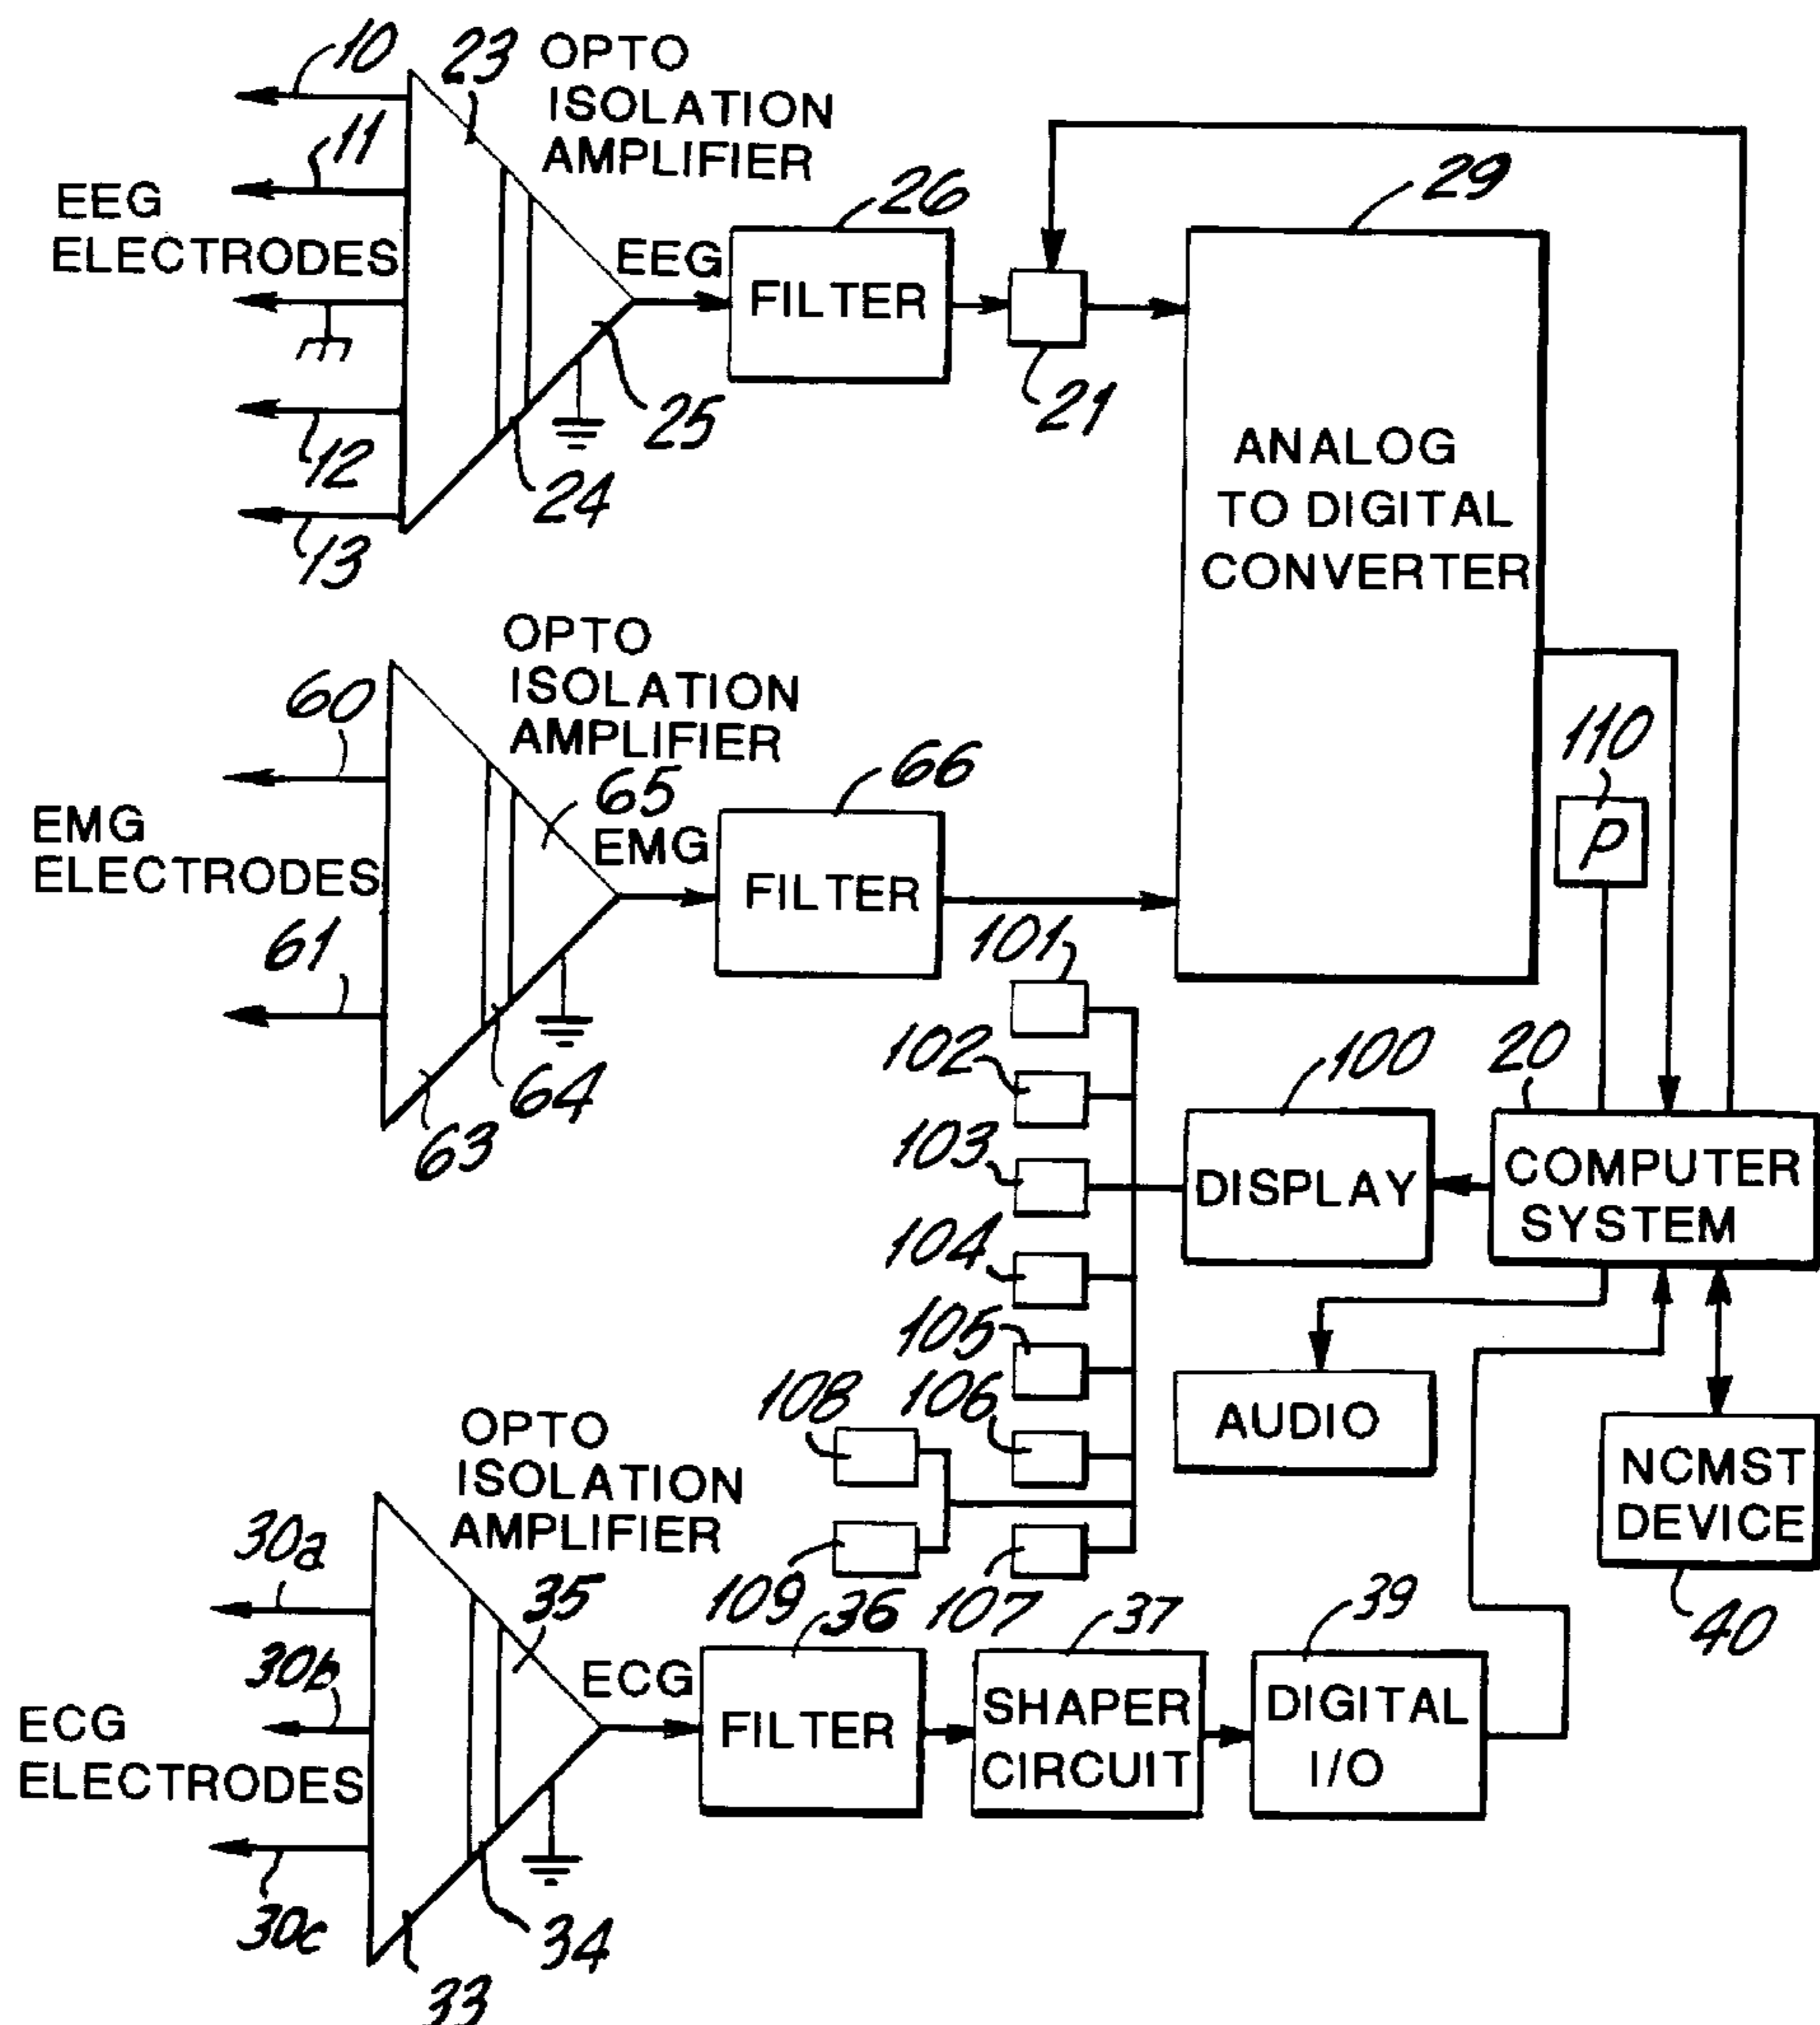 10
23
OPTO
ISOLATION
AMPLIFIER
11
EEG
ELECTRODES
26
29
EEG
FILTER
21
25
12
24
13
ANALOG
TO DIGITAL
CONVERTER
OPTO
ISOLATION
AMPLIFIER
60
65
66
110
P
EMG
ELECTRODES
EMG
FILTER
61
101
64
63
102
100
20
103
DISPLAY
COMPUTER
SYSTEM
104
105
108
106
AUDIO
NCMST
DEVICE
OPTO
ISOLATION
AMPLIFIER
30a
35
109
36
107
37
39
40
30b
ECG
ECG
ELECTRODES
FILTER
SHAPER
CIRCUIT
DIGITAL
I/O
30c
34
33